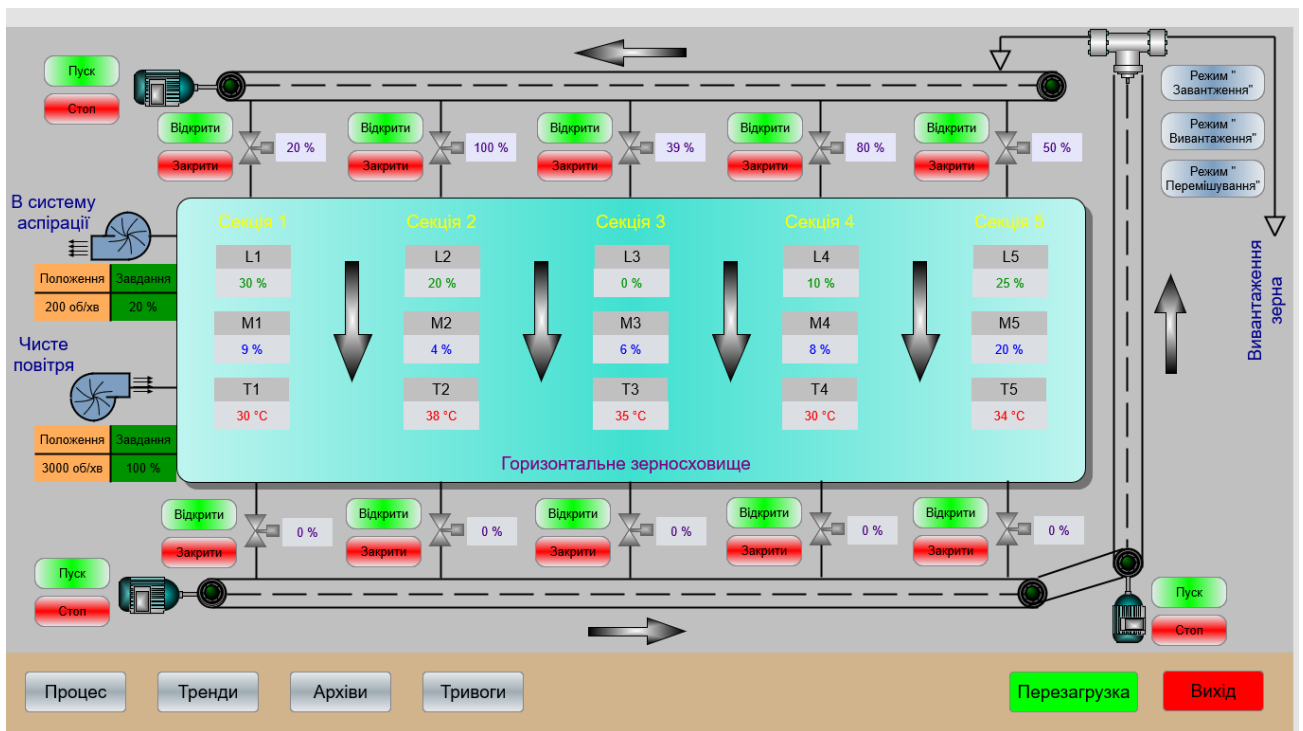 Пуск
Стоп
Відкрити
Закрити
20 %
Відкрити
Закрити
100 %
Відкрити
Закрити
39 %
Відкрити
Закрити
80 %
Відкрити
Закрити
50 %
Режим "
Завантження"
Режим "
Вивантаження"
Режим "
Перемішування"
В систему
аспірації
Положення Завдання
200 об/хв 20 %
Чисте
повітря
Положення Завдання
3000 об/хв 100 %
Секція 1 Секція 2 Секція 3 Секція 4 Секція 5
L1 L2 L3 L4 L5
30 % 20 % 0 % 10 % 25 %
M1 M2 M3 M4 M5
9 % 4 % 6 % 8 % 20 %
T1 T2 T3 T4 T5
30 °C 38 °C 35 °C 30 °C 34 °C
Горизонтальне зерносховище
Вивантаження
зерна
Відкрити
Закрити
0 %
Відкрити
Закрити
0 %
Відкрити
Закрити
0 %
Відкрити
Закрити
0 %
Відкрити
Закрити
0 %
Пуск
Стоп
Пуск
Стоп
Процес Тренди Архіви Тривоги Перезагрузка Вихід